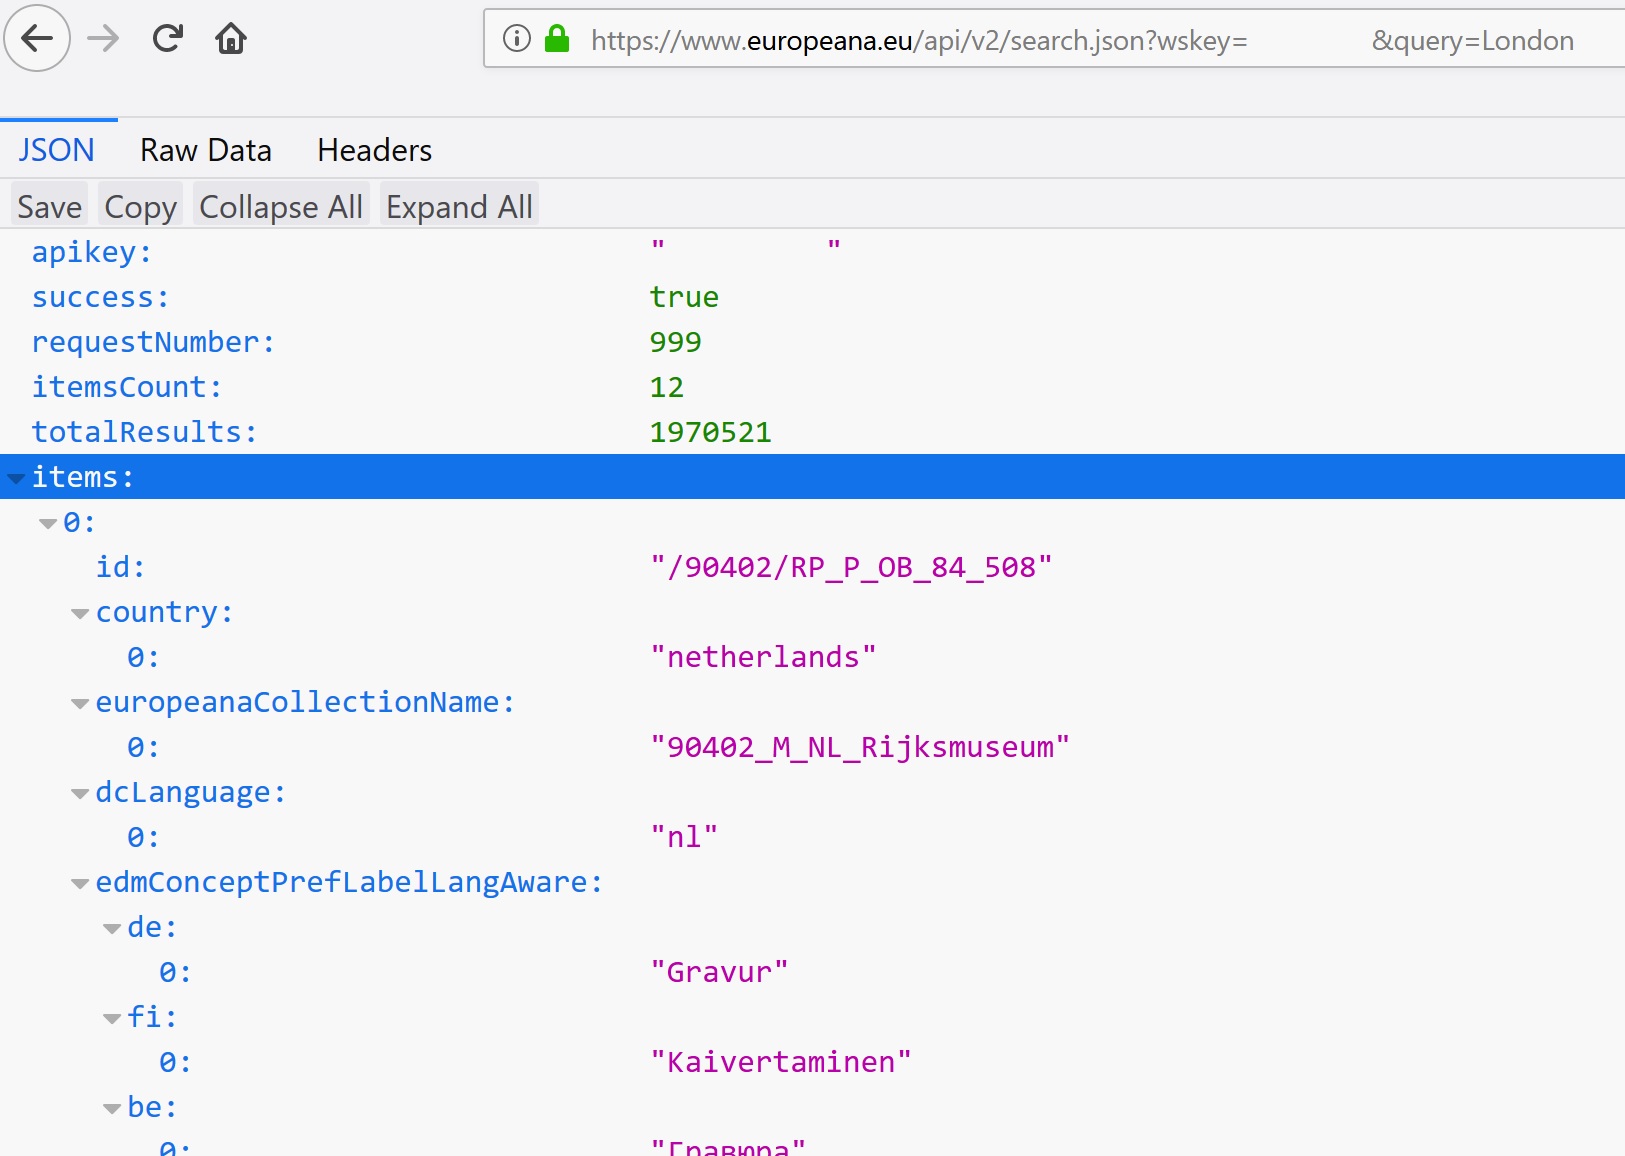 https://www.europeana.eu/api/v2/search.json?wskey= &query=London
JSON Raw Data Headers
Save Copy Collapse All Expand All
apikey: " "
success: true
requestNumber: 999
itemsCount: 12
totalResults: 1970521
items:
0:
id: "/90402/RP_P_OB_84_508"
country:
0: "netherlands"
europeanaCollectionName:
0: "90402_M_NL_Rijksmuseum"
dcLanguage:
0: "nl"
edmConceptPrefLabelLangAware:
de:
0: "Gravur"
fi:
0: "Kaivertaminen"
be:
0: "Гравюра"